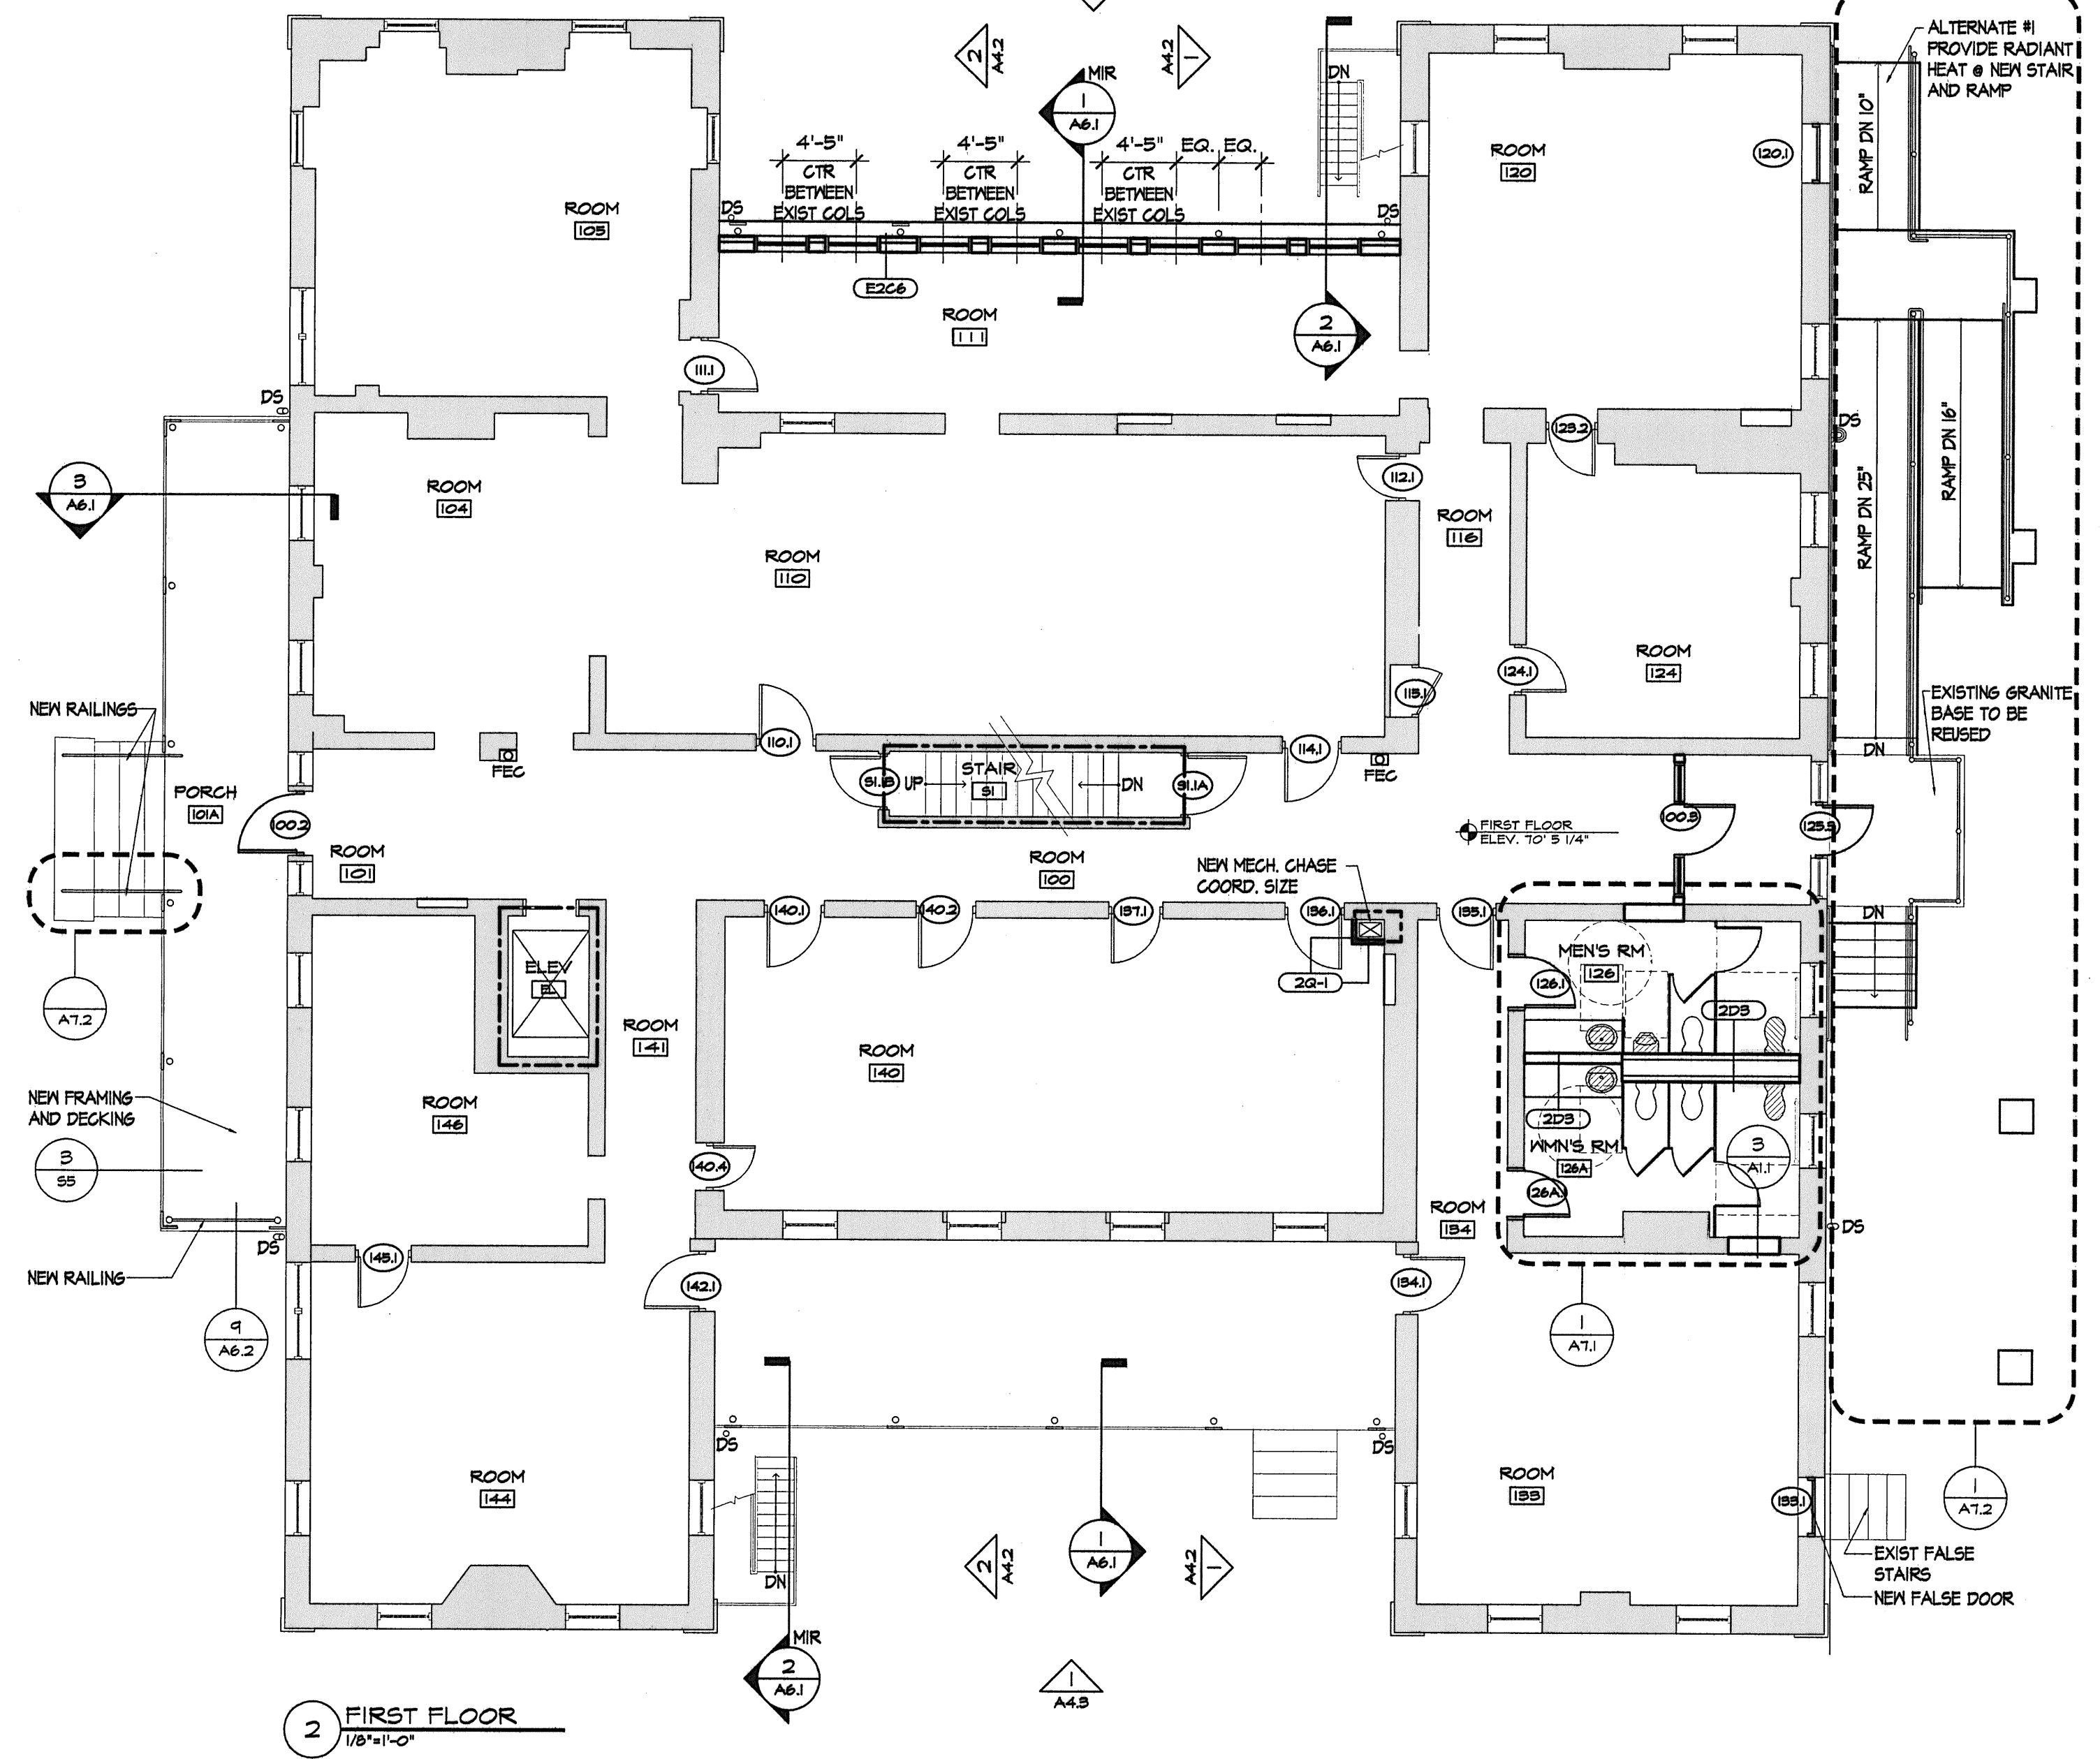 2
A4.2
A4.2
1
MIR
1
A6.1
DN
ALTERNATE #1
PROVIDE RADIANT
HEAT @ NEW STAIR
AND RAMP
RAMP DN 10"
4'-5"
4'-5"
4'-5"
EQ.
EQ.
CTR
BETWEEN
EXIST COLS
CTR
BETWEEN
EXIST COLS
CTR
BETWEEN
EXIST COLS
DS
DS
ROOM
120
120.1
ROOM
105
E2C6
ROOM
111
2
A6.1
111.1
DS
123.2
DS
RAMP DN 25"
RAMP DN 16"
3
A6.1
ROOM
104
112.1
ROOM
116
ROOM
110
ROOM
124
124.1
115.1
NEW RAILINGS
EXISTING GRANITE
BASE TO BE
REUSED
110.1
114.1
DN
FEC
FEC
PORCH
101A
S1.B
UP
STAIR
S1
DN
S1.1A
100.2
100.3
125.3
FIRST FLOOR
ELEV. 70' 5 1/4"
ROOM
101
ROOM
100
NEW MECH. CHASE
COORD. SIZE
140.1
140.2
137.1
136.1
135.1
DN
MEN'S RM
126
126.1
ELEV
EL
2Q-1
2D3
A7.2
ROOM
141
ROOM
140
NEW FRAMING
AND DECKING
ROOM
146
2D3
WMN'S RM
126A
3
A1.1
3
S5
140.4
126A.
ROOM
134
DS
DS
145.1
NEW RAILING
142.1
134.1
9
A6.2
1
A7.1
DS
DS
ROOM
144
ROOM
133
133.1
1
A7.2
DN
2
A4.2
1
A6.1
A4.2
1
EXIST FALSE
STAIRS
NEW FALSE DOOR
MIR
2
A6.1
1
A4.3
2
FIRST FLOOR
1/8"=1'-0"